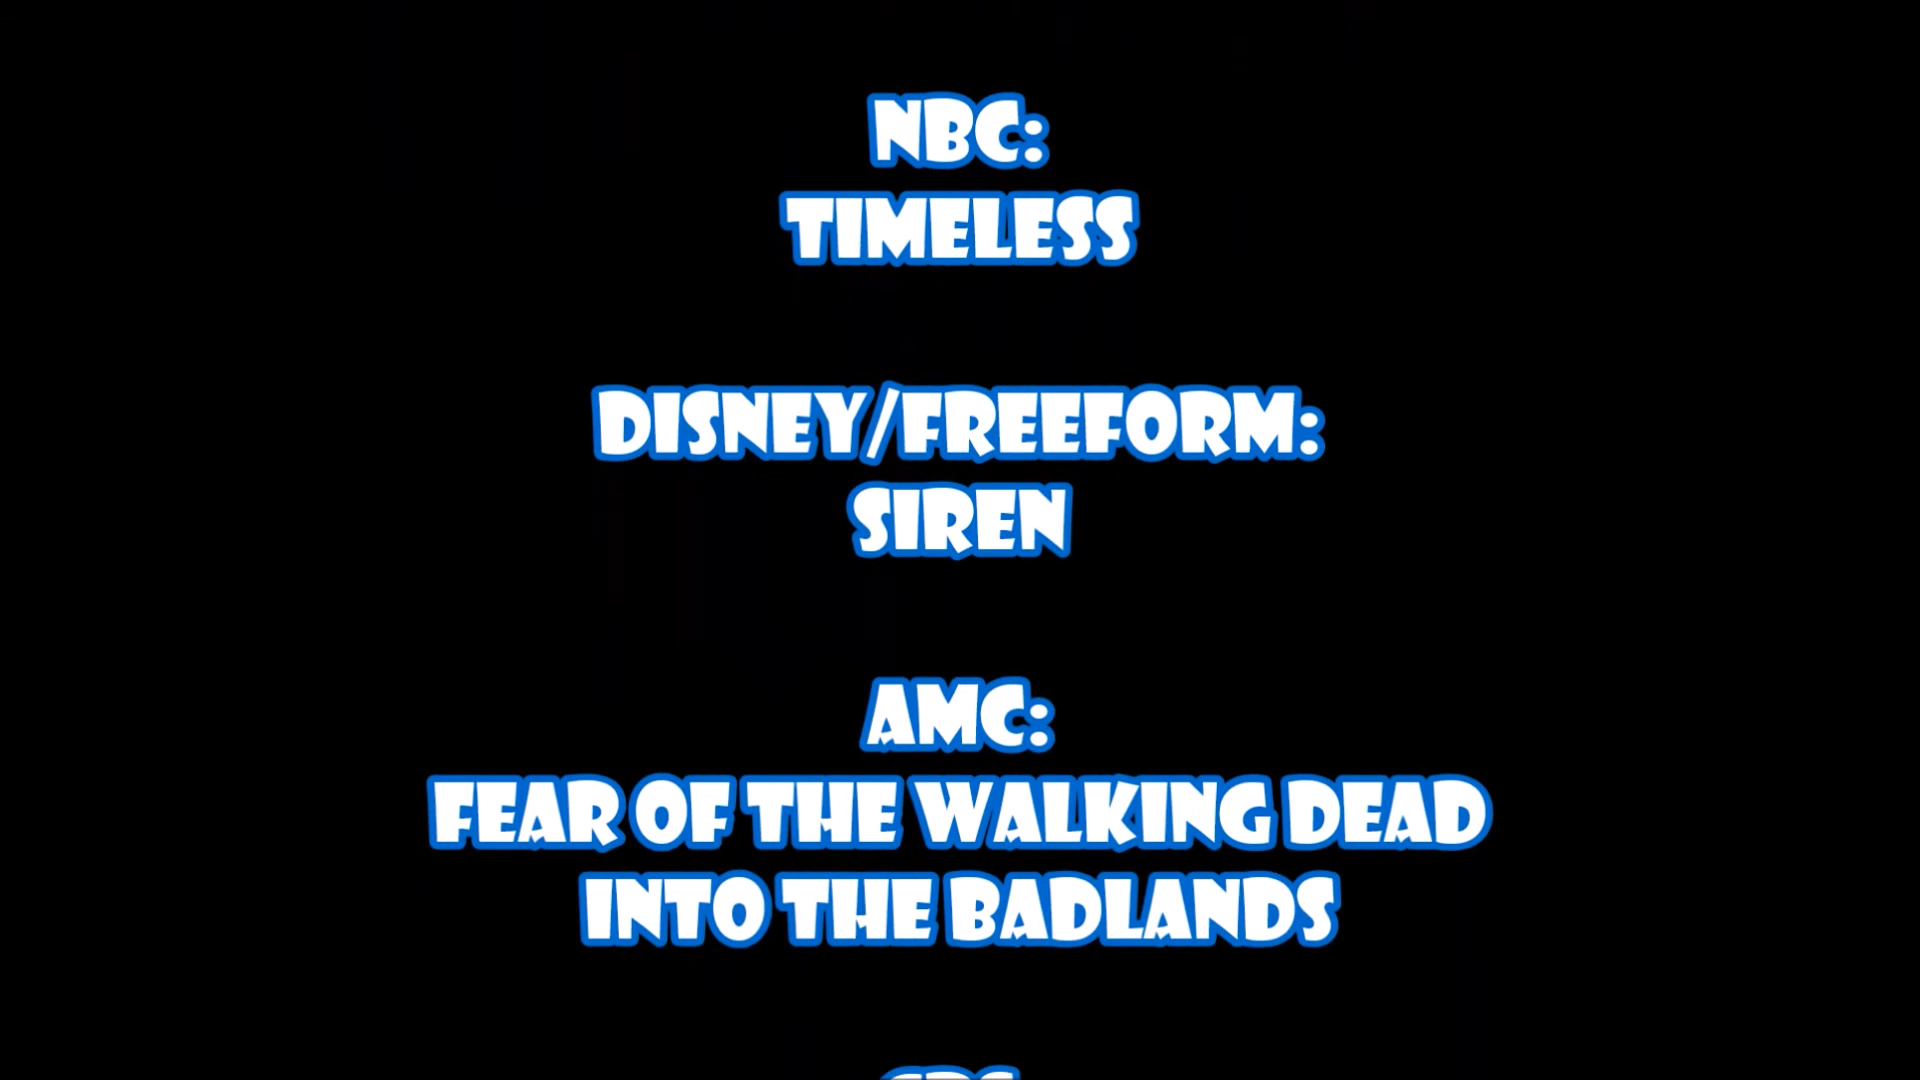 NBC:
TIMELESS
DISNEY/FREEFORM:
SIREN
AMC:
FEAR OF THE WALKING DEAD
INTO THE BADLANDS